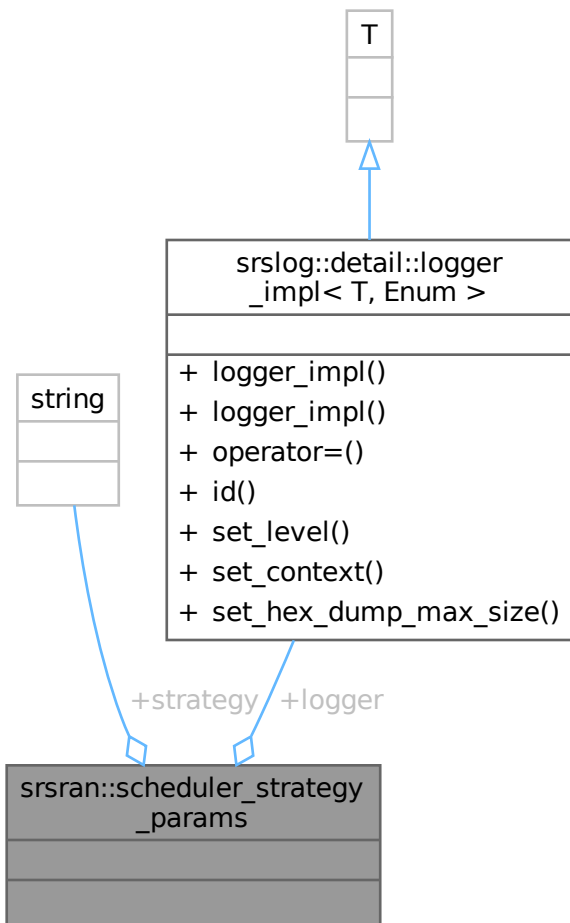 T
srslog::detail::logger
_impl< T, Enum >
+ logger_impl()
+ logger_impl()
+ operator=()
+ id()
+ set_level()
+ set_context()
+ set_hex_dump_max_size()
string
+strategy
+logger
srsran::scheduler_strategy
_params